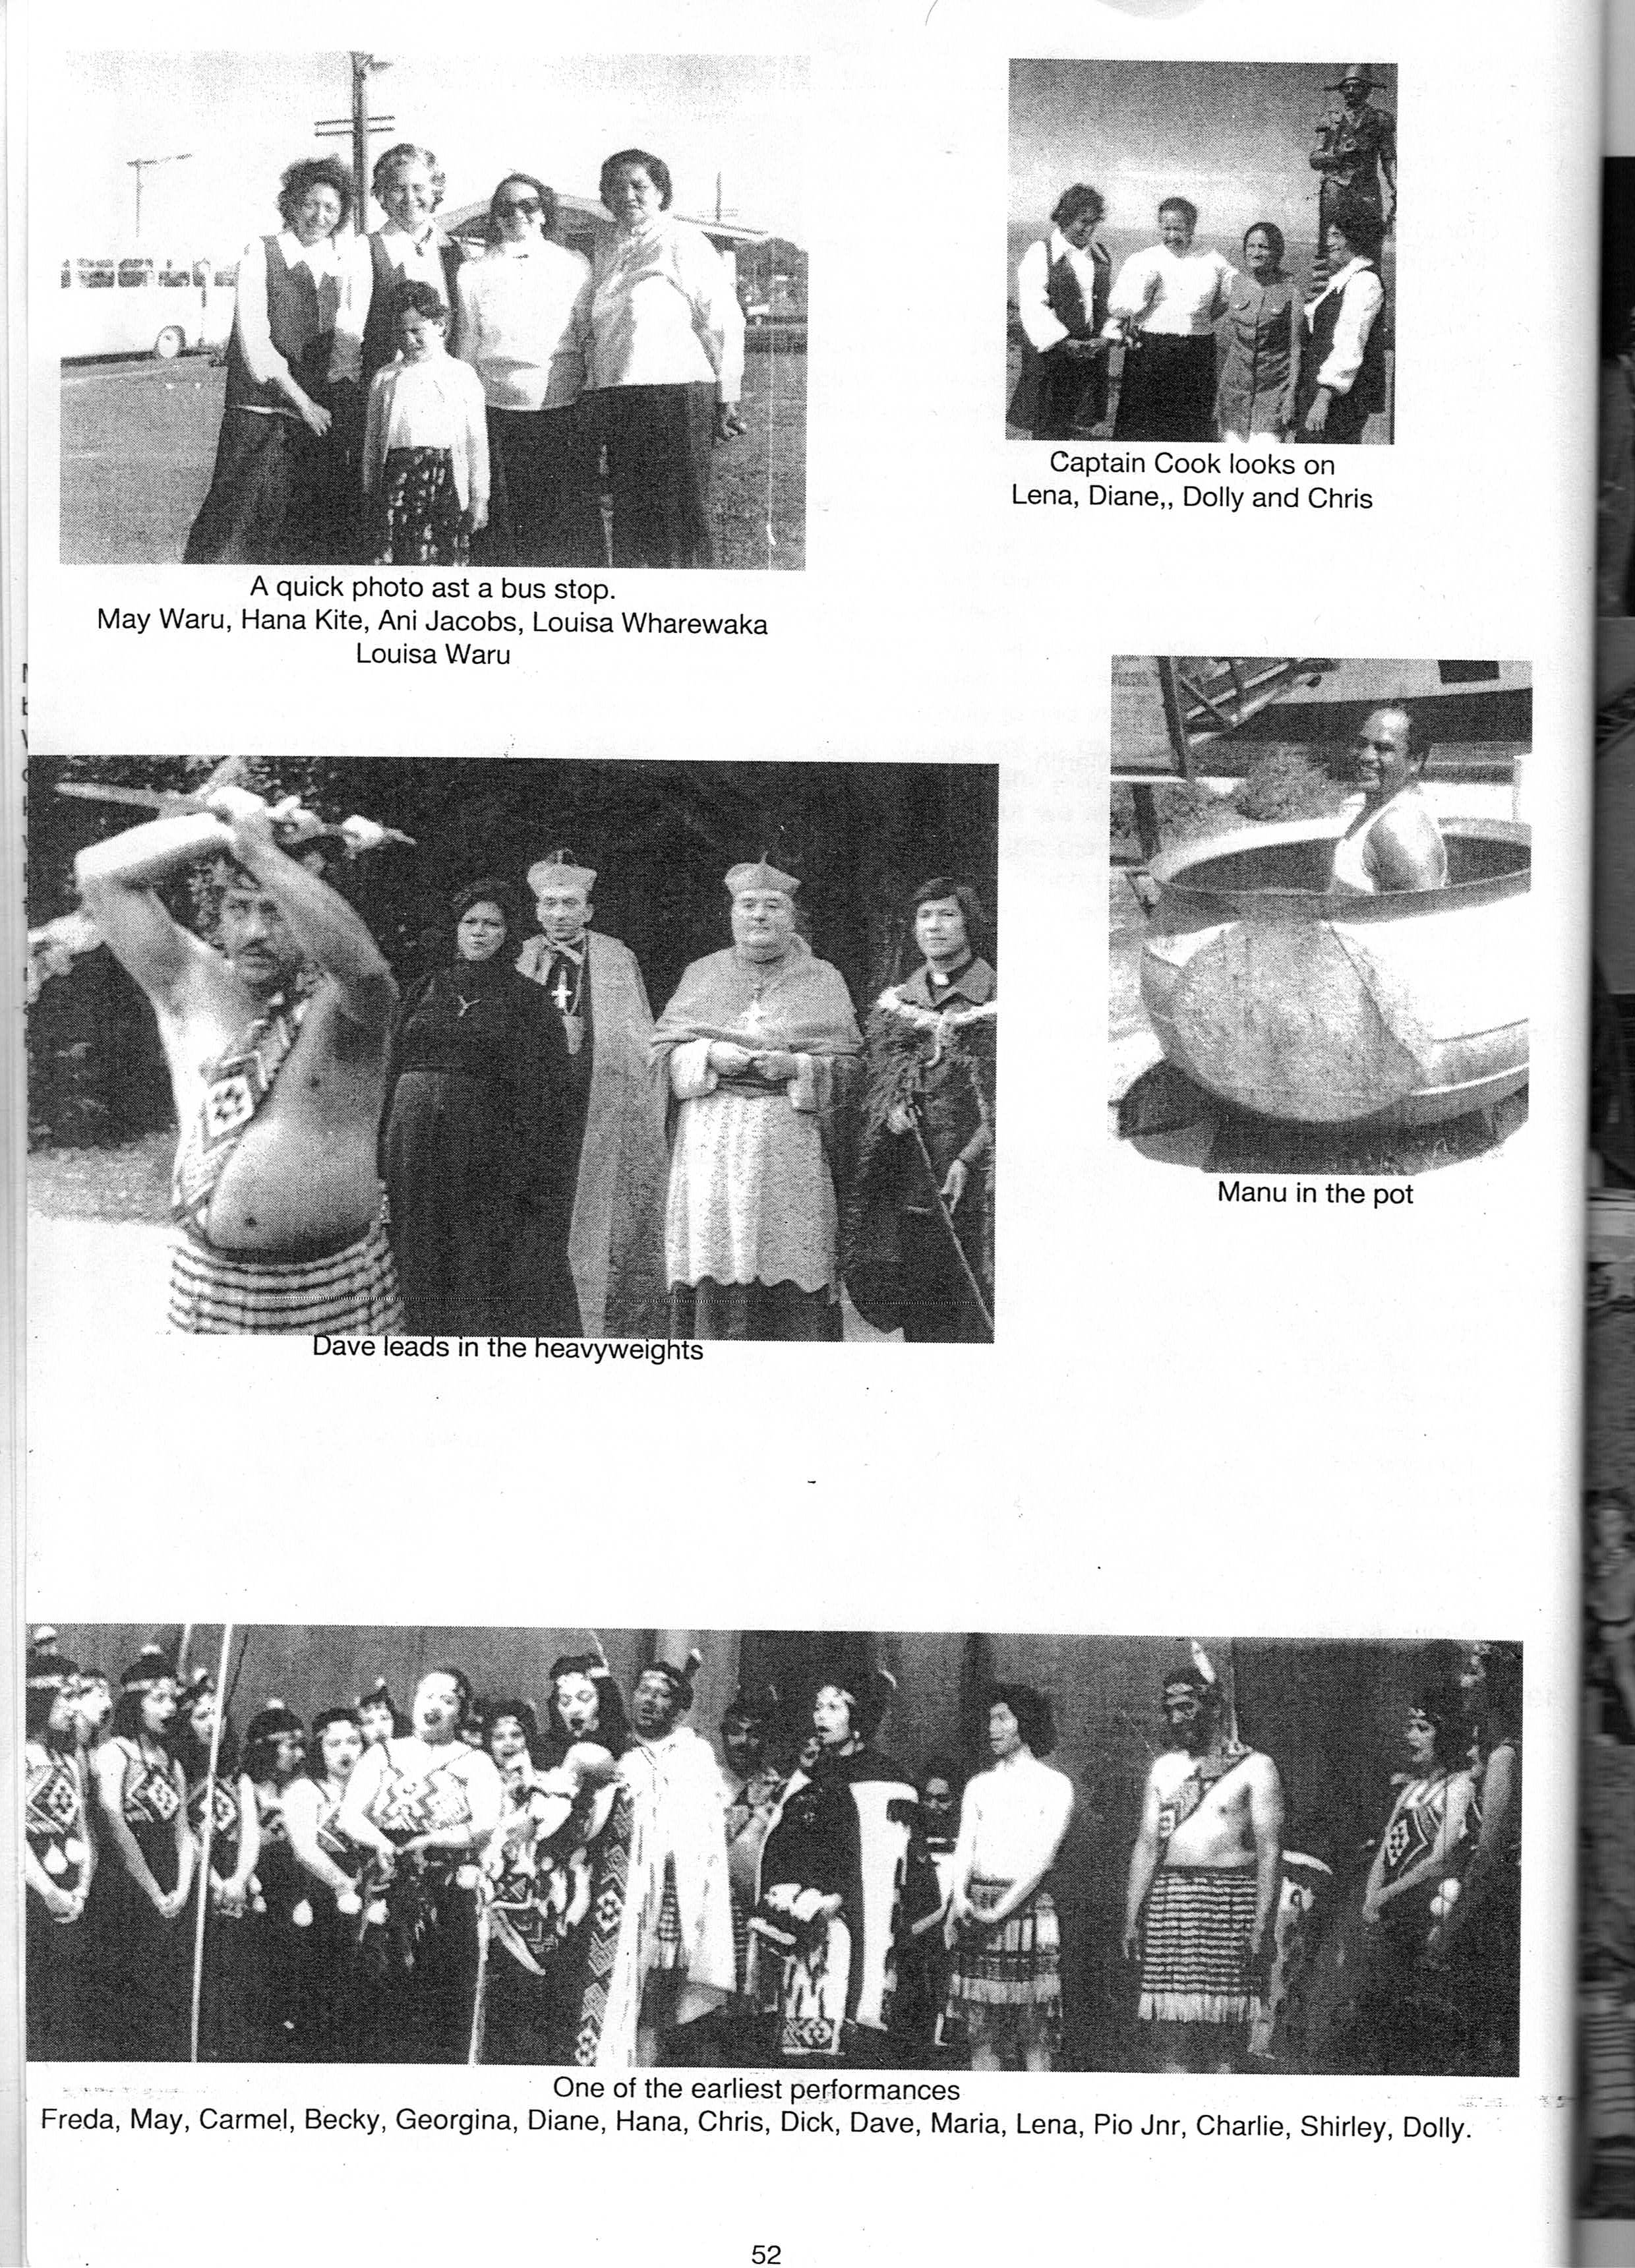 A quick photo ast a bus stop.
May Waru, Hana Kite, Ani Jacobs, Louisa Wharewaka
Louisa Waru
Captain Cook looks on
Lena, Diane,, Dolly and Chris
Manu in the pot
Dave leads in the heavyweights
One of the earliest performances
Freda, May, Carmel, Becky, Georgina, Diane, Hana, Chris, Dick, Dave, Maria, Lena, Pio Jnr, Charlie, Shirley, Dolly.
52